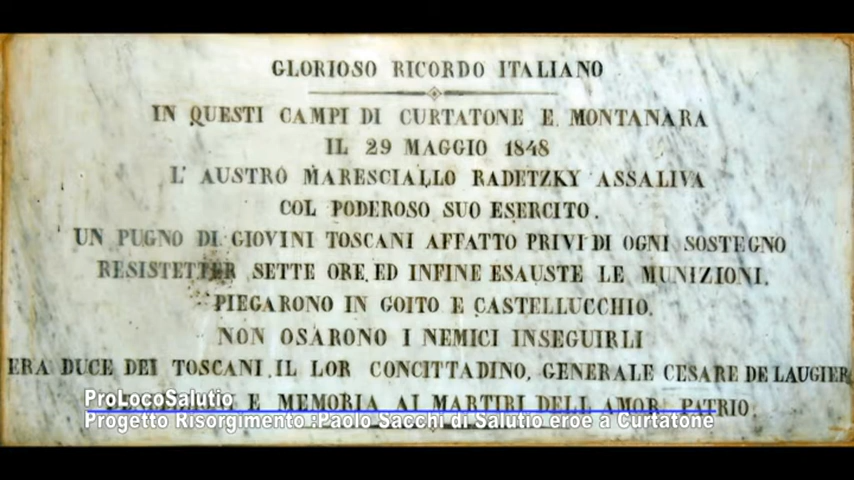 GLORIOSO RICORDO ITALIANO
IN QUESTI CAMPI DI CURTATONE E MONTANARA
IL 29 MAGGIO 1848
L' AUSTRO MARESCIALLO RADETZKY ASSALIVA
COL PODEROSO SUO ESERCITO.
UN PUGNO DI GIOVINI TOSCANI AFFATTO PRIVI DI OGNI SOSTEGNO
RESISTETTER SETTE ORE, ED INFINE ESAUSTE LE MUNIZIONI,
PIEGARONO IN GOITO E CASTELLUCCHIO.
NON OSARONO I NEMICI INSEGUIRLI
ERA DUCE DEI TOSCANI, IL LOR CONCITTADINO, GENERALE CESARE DE LAUGIER
ProLocoSalutio
E MEMORIA AI MARTIRI DELL AMOR PATRIO.
Progetto Risorgimento :Paolo Sacchi di Salutio eroe a Curtatone